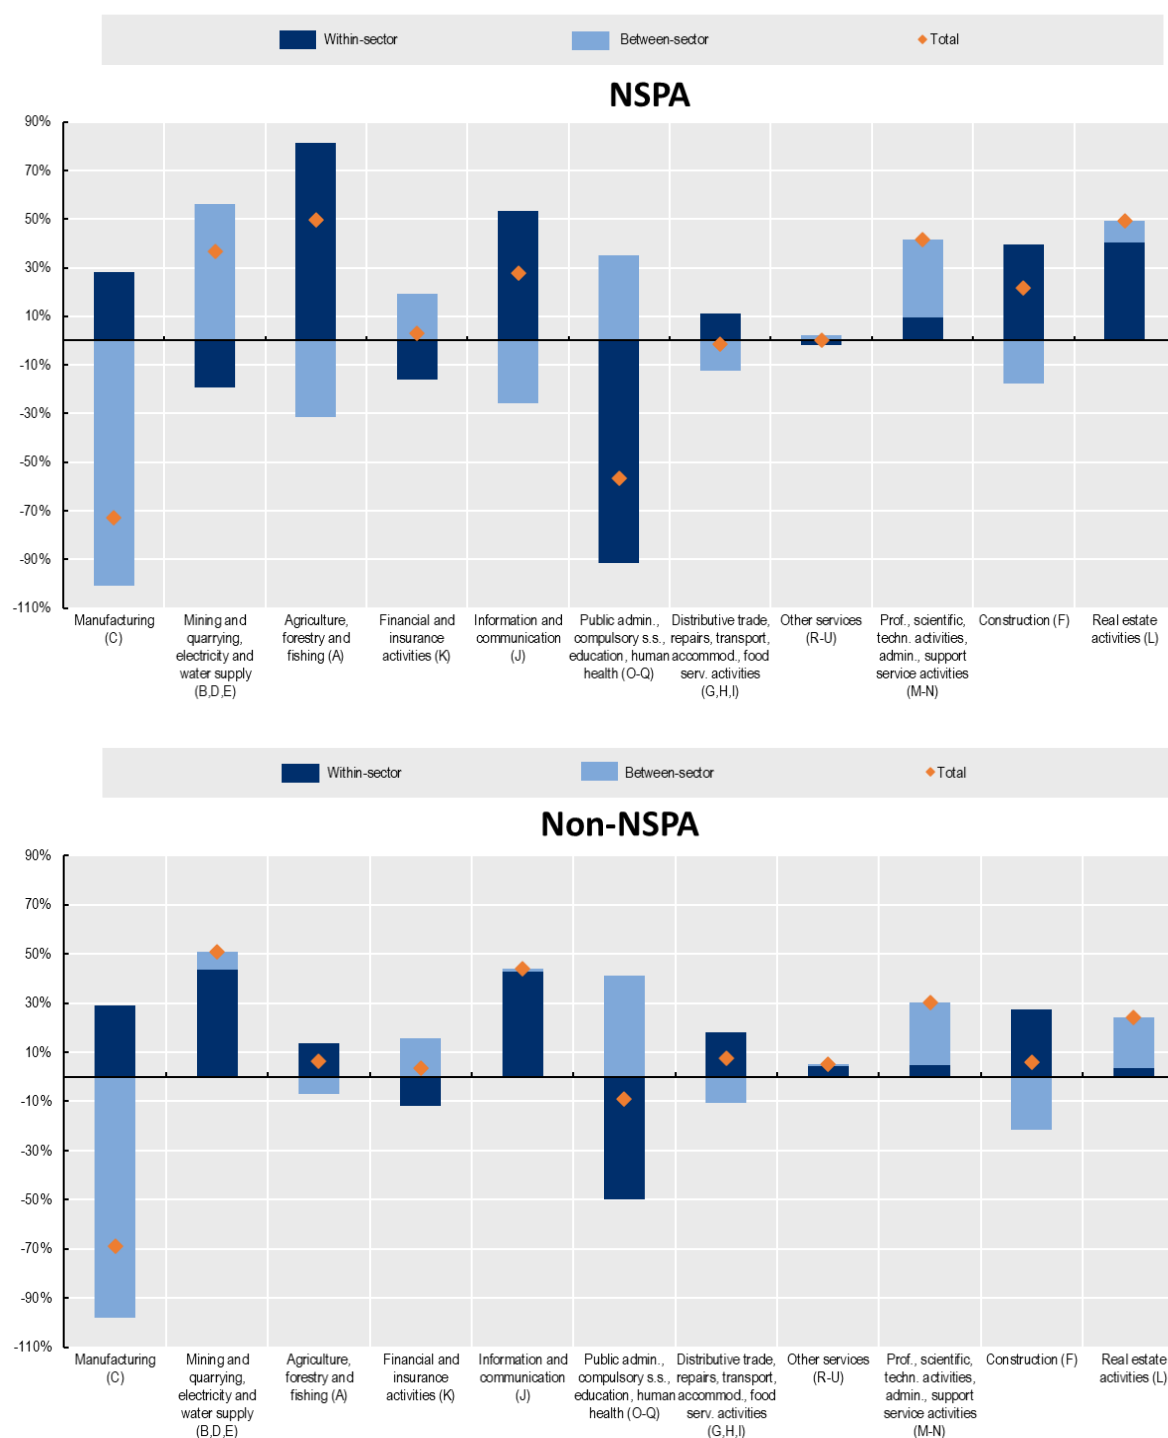 Within-sector Between-sector Total
NSPA
90%
70%
50%
30%
10%
-10%
-30%
-50%
-70%
-90%
-110%
Manufacturing
(C)
Mining and
quarrying,
electricity and
water supply
(B,D,E)
Agriculture,
forestry and
fishing (A)
Financial and
insurance
activities (K)
Information and
communication
(J)
Public admin.,
compulsory s.s.,
education, human
health (O-Q)
Distributive trade,
repairs, transport,
accommod., food
serv. activities
(G,H,I)
Other services
(R-U)
Prof., scientific,
techn. activities,
admin., support
service activities
(M-N)
Construction (F)
Real estate
activities (L)
Within-sector Between-sector Total
Non-NSPA
90%
70%
50%
30%
10%
-10%
-30%
-50%
-70%
-90%
-110%
Manufacturing
(C)
Mining and
quarrying,
electricity and
water supply
(B,D,E)
Agriculture,
forestry and
fishing (A)
Financial and
insurance
activities (K)
Information and
communication
(J)
Public admin.,
compulsory s.s.,
education, human
health (O-Q)
Distributive trade,
repairs, transport,
accommod., food
serv. activities
(G,H,I)
Other services
(R-U)
Prof., scientific,
techn. activities,
admin., support
service activities
(M-N)
Construction (F)
Real estate
activities (L)